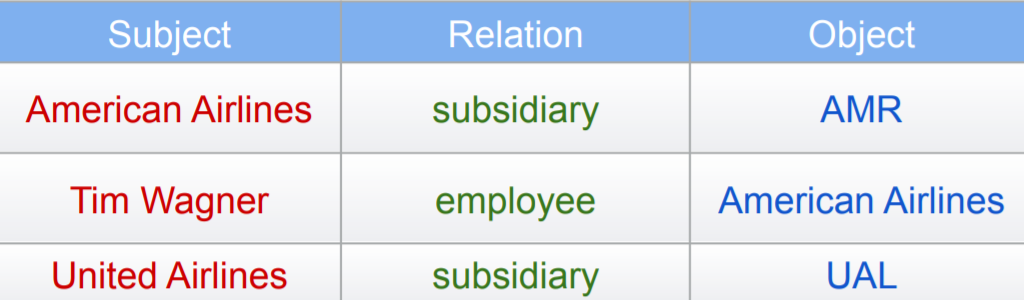 Subject Relation Object
American Airlines subsidiary AMR
Tim Wagner employee American Airlines
United Airlines subsidiary UAL